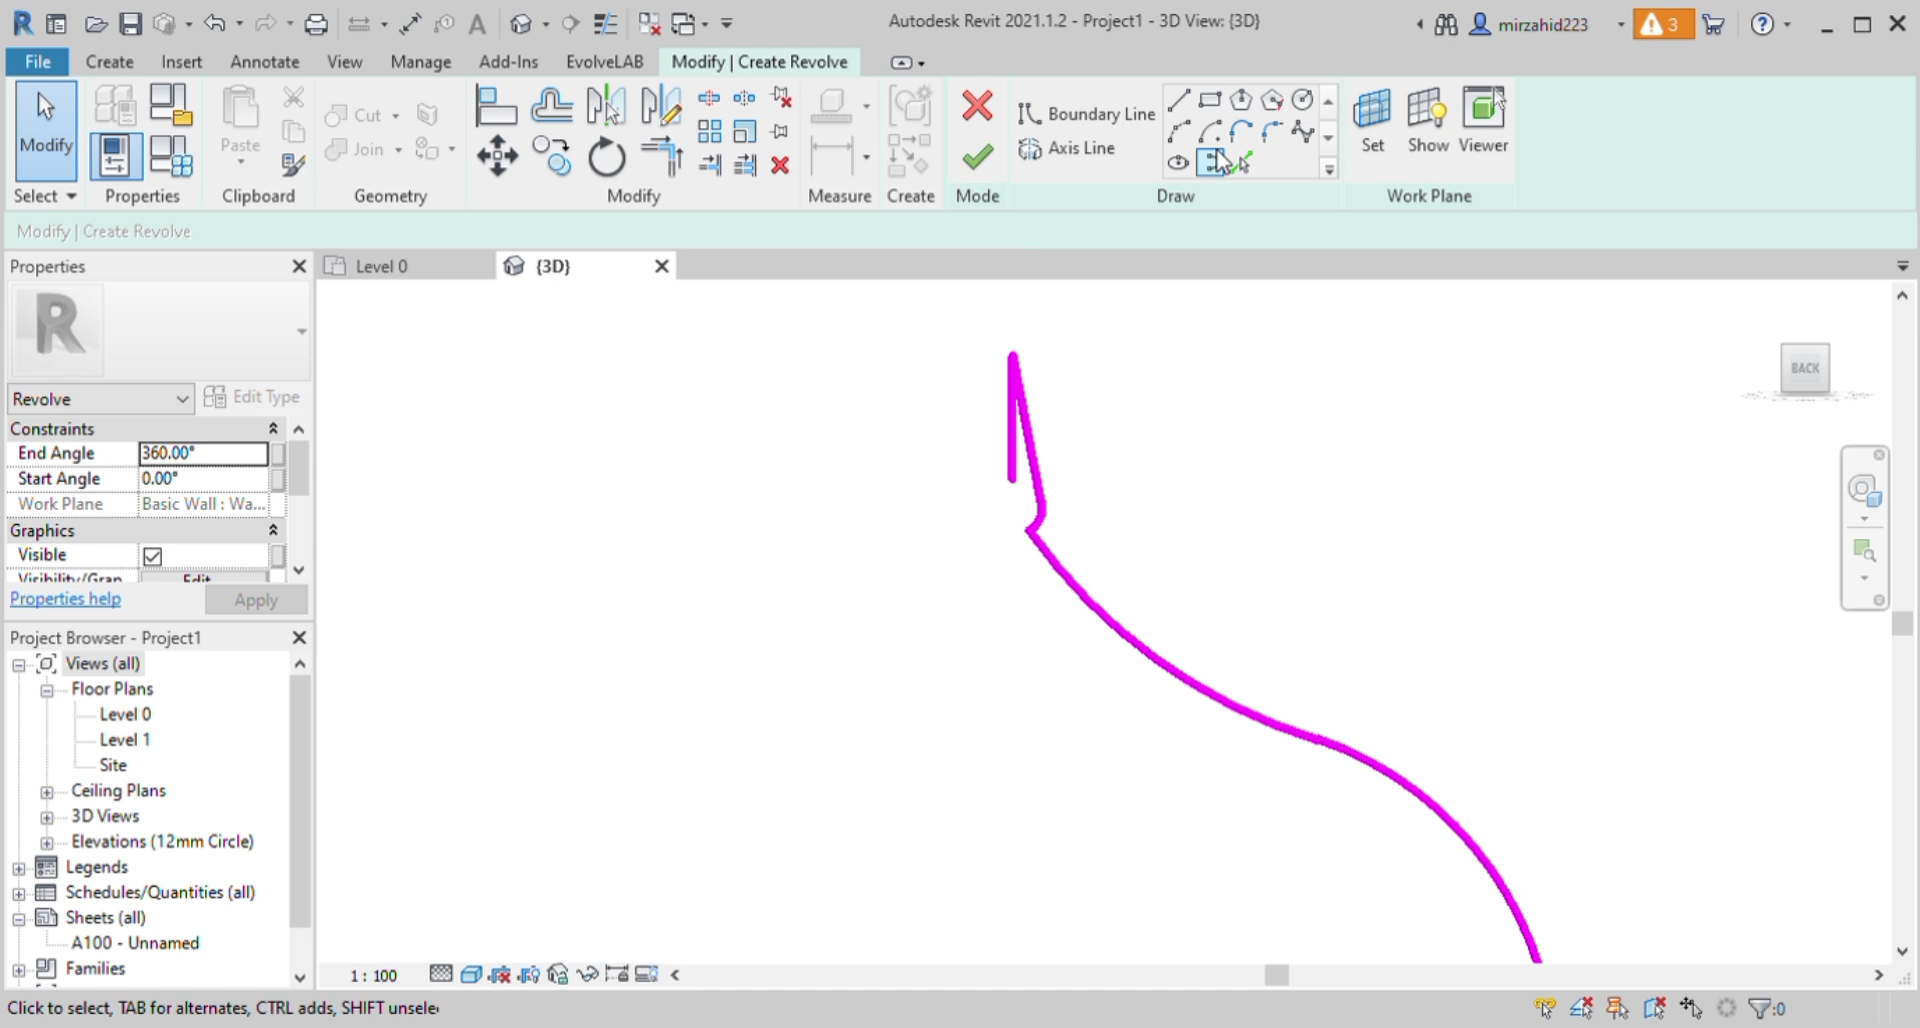 Autodesk Revit 2021.1.2 - Project1 - 3D View: {3D}
mirzahid223
3
File
Create
Insert
Annotate
View
Manage
Add-Ins
EvolveLAB
Modify | Create Revolve
Modify
Paste
Cut
Join
Boundary Line
Axis Line
Set
Show
Viewer
Select
Properties
Clipboard
Geometry
Modify
Measure
Create
Mode
Draw
Work Plane
Modify | Create Revolve
Properties
Level 0
{3D}
R
BACK
Revolve
Edit Type
Constraints
End Angle
360.00°
Start Angle
0.00°
Work Plane
Basic Wall : Wa...
Graphics
Visible
Visibility/Grap
Edit
Properties help
Apply
Project Browser - Project1
Views (all)
Floor Plans
Level 0
Level 1
Site
Ceiling Plans
3D Views
Elevations (12mm Circle)
Legends
Schedules/Quantities (all)
Sheets (all)
A100 - Unnamed
Families
1 : 100
Click to select, TAB for alternates, CTRL adds, SHIFT unsele
:0